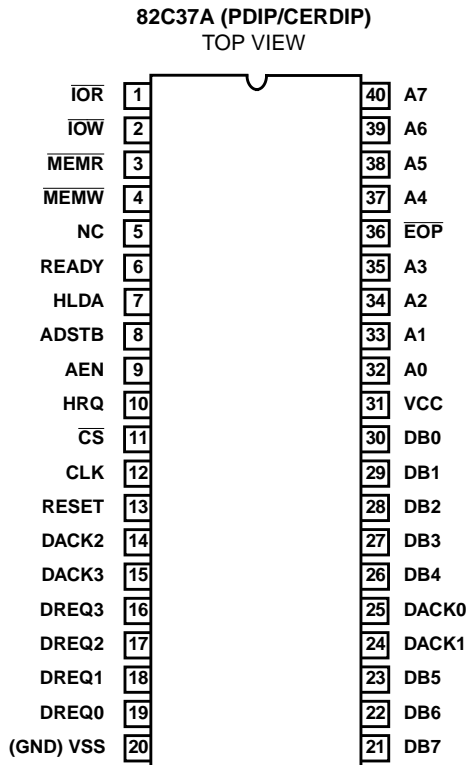 82C37A (PDIP/CERDIP)
TOP VIEW
IOR 1 40 A7
IOW 2 39 A6
MEMR 3 38 A5
MEMW 4 37 A4
NC 5 36 EOP
READY 6 35 A3
HLDA 7 34 A2
ADSTB 8 33 A1
AEN 9 32 A0
HRQ 10 31 VCC
CS 11 30 DB0
CLK 12 29 DB1
RESET 13 28 DB2
DACK2 14 27 DB3
DACK3 15 26 DB4
DREQ3 16 25 DACK0
DREQ2 17 24 DACK1
DREQ1 18 23 DB5
DREQ0 19 22 DB6
(GND) VSS 20 21 DB7